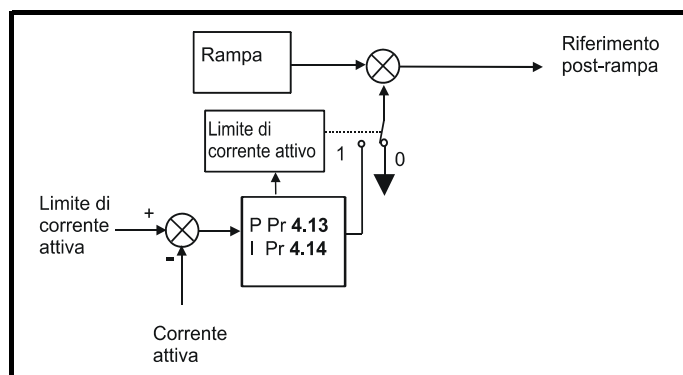 Rampa
Riferimento
post-rampa
Limite di
corrente attivo
1
0
Limite di
corrente
attiva
+
-
P Pr 4.13
I Pr 4.14
Corrente
attiva